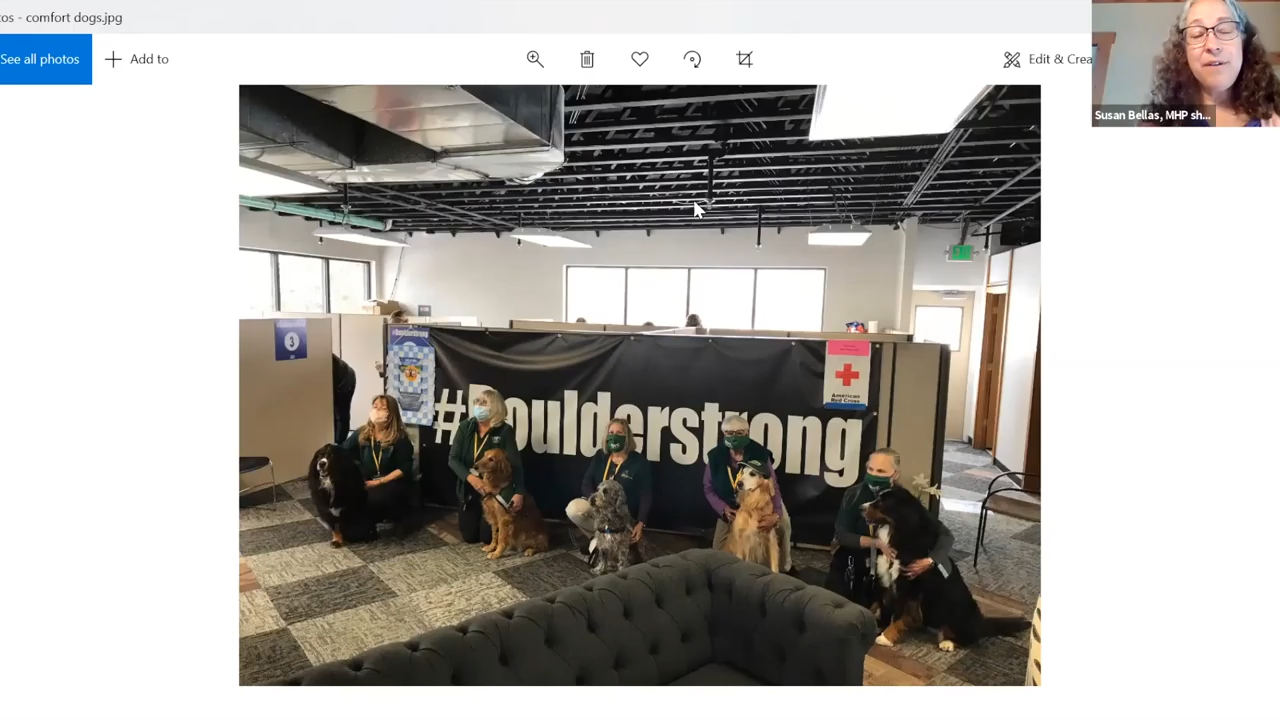 os - comfort dogs.jpg
See all photos
Add to
Edit & Crea
Susan Bellas, MHP sh...
3
#Boulderstrong
American
Red Cross